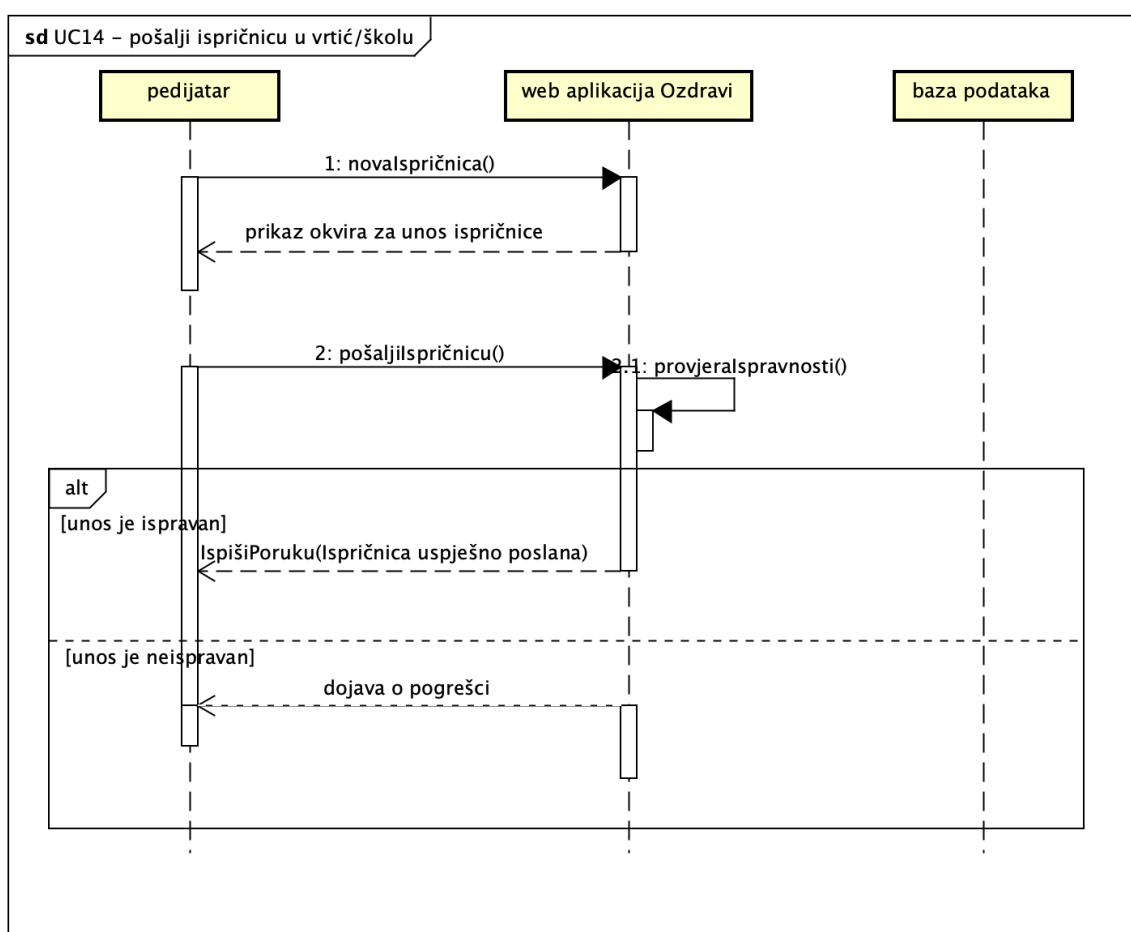 sd UC14 – pošalji ispričnicu u vrtić/školu
pedijatar
web aplikacija Ozdravi
baza podataka
1: novaIspričnica()
prikaz okvira za unos ispričnice
2: pošaljiIspričnicu()
2.1: provjeraIspravnosti()
alt
[unos je ispravan]
IspišiPoruku(Ispričnica uspješno poslana)
[unos je neispravan]
dojava o pogrešci